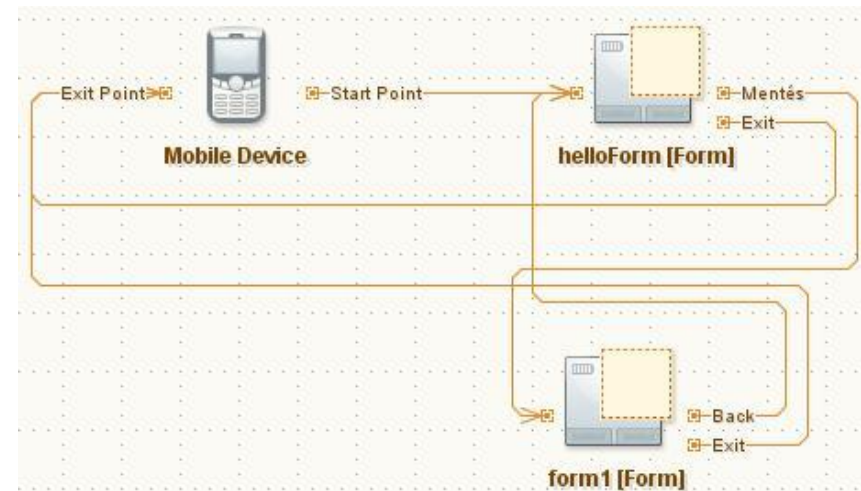 Exit Point
Start Point
Mentés
Exit
Mobile Device
helloForm [Form]
Back
Exit
form1 [Form]